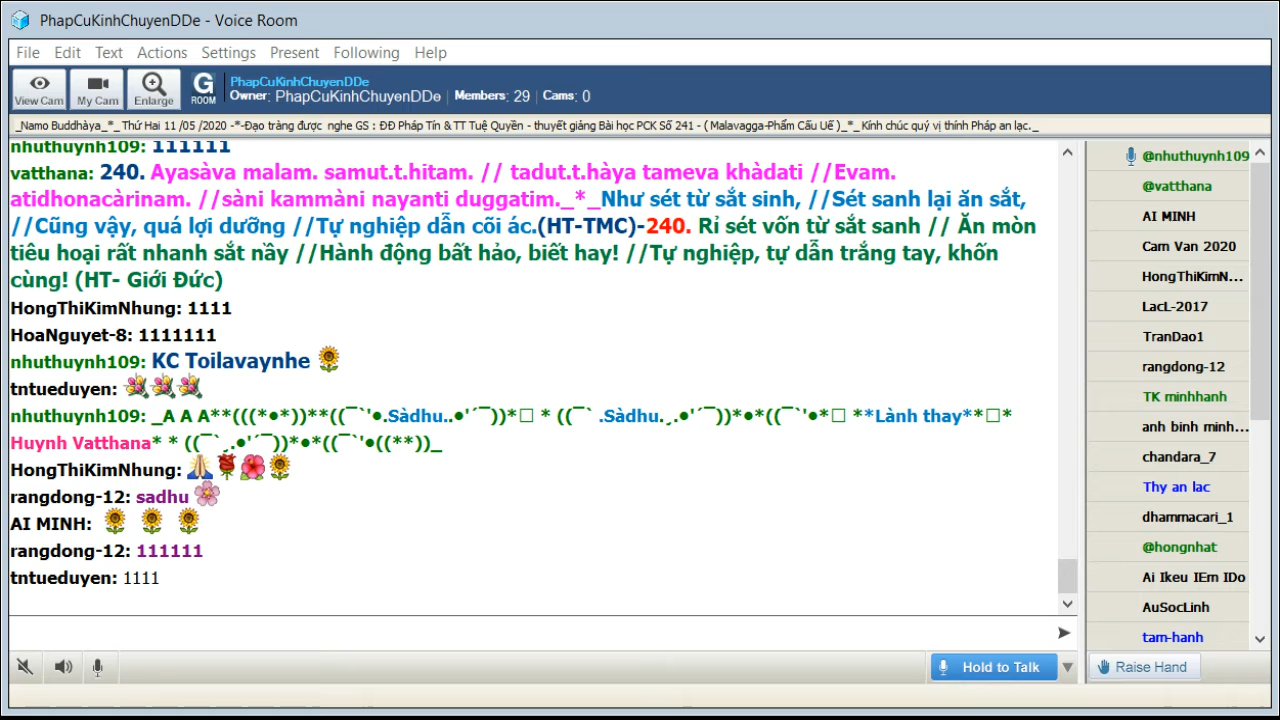 PhapCuKinhChuyenDDe - Voice Room
File Edit Text Actions Settings Present Following Help
View Cam My Cam Enlarge G ROOM
PhapCuKinhChuyenDDe
Owner: PhapCuKinhChuyenDDe Members: 29 Cams: 0
_Namo Buddhàya_*_ Thứ Hai 11 /05 /2020 -*-Đạo tràng được nghe GS : ĐĐ Pháp Tín & TT Tuệ Quyền - thuyết giảng Bài học PCK Số 241 - ( Malavagga-Phẩm Cấu Uế )_*_ Kính chúc quý vị thính Pháp an lạc._
nhuthuynh109: 111111
vatthana: 240. Ayasàva malam. samut.t.hitam. // tadut.t.hàya tameva khàdati //Evam.
atidhonacàrinam. //sàni kammàni nayanti duggatim._*_Như sét từ sắt sinh, //Sét sanh lại ăn sắt,
//Cũng vậy, quá lợi dưỡng //Tự nghiệp dẫn cõi ác.(HT-TMC)-240. Rỉ sét vốn từ sắt sanh // Ăn mòn
tiêu hoại rất nhanh sắt nầy //Hành động bất hảo, biết hay! //Tự nghiệp, tự dẫn trắng tay, khốn
cùng! (HT- Giới Đức)
HongThiKimNhung: 1111
HoaNguyet-8: 1111111
nhuthuynh109: KC Toilavaynhe
tntueduyen:
nhuthuynh109: _A A A**(((*•*))**((¯`'•.Sàdhu..•'´¯))*□ * ((¯` .Sàdhu.¸.•'´¯))*•*((¯`'•*□ **Lành thay**□*
Huynh Vatthana* * ((¯`¸.•'´¯))*•*((¯`'•((**))_
HongThiKimNhung:
rangdong-12: sadhu
AI MINH:
rangdong-12: 111111
tntueduyen: 1111
Hold to Talk
@nhuthuynh109
@vatthana
AI MINH
Cam Van 2020
HongThiKimN...
LacL-2017
TranDao1
rangdong-12
TK minhhanh
anh binh minh...
chandara_7
Thy an lac
dhammacari_1
@hongnhat
Ai Ikeu IEm IDo
AuSocLinh
tam-hanh
Raise Hand